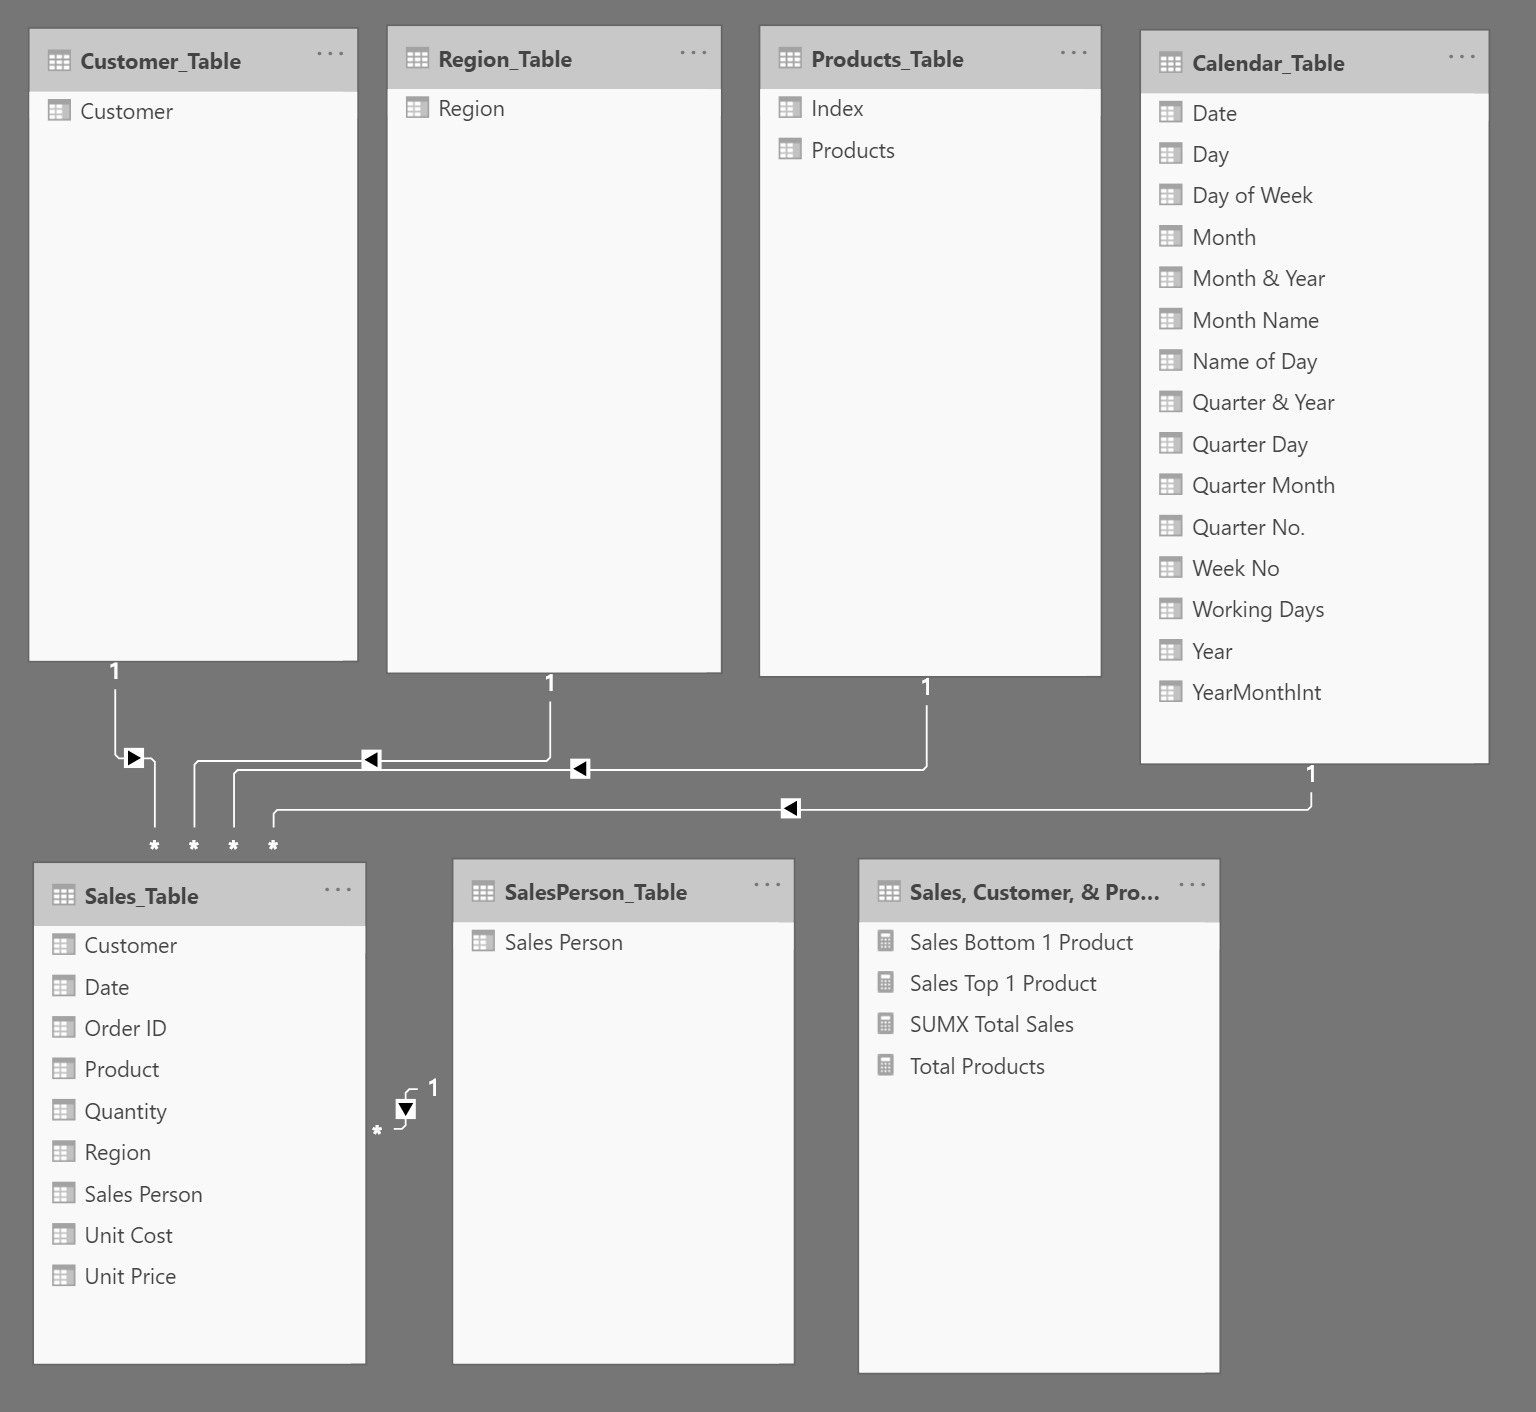 Customer_Table
Customer
Region_Table
Region
Products_Table
Index
Products
Calendar_Table
Date
Day
Day of Week
Month
Month & Year
Month Name
Name of Day
Quarter & Year
Quarter Day
Quarter Month
Quarter No.
Week No
Working Days
Year
YearMonthInt
1
1
1
1
*
*
*
*
Sales_Table
Customer
Date
Order ID
Product
Quantity
Region
Sales Person
Unit Cost
Unit Price
1
*
SalesPerson_Table
Sales Person
Sales, Customer, & Pro...
Sales Bottom 1 Product
Sales Top 1 Product
SUMX Total Sales
Total Products